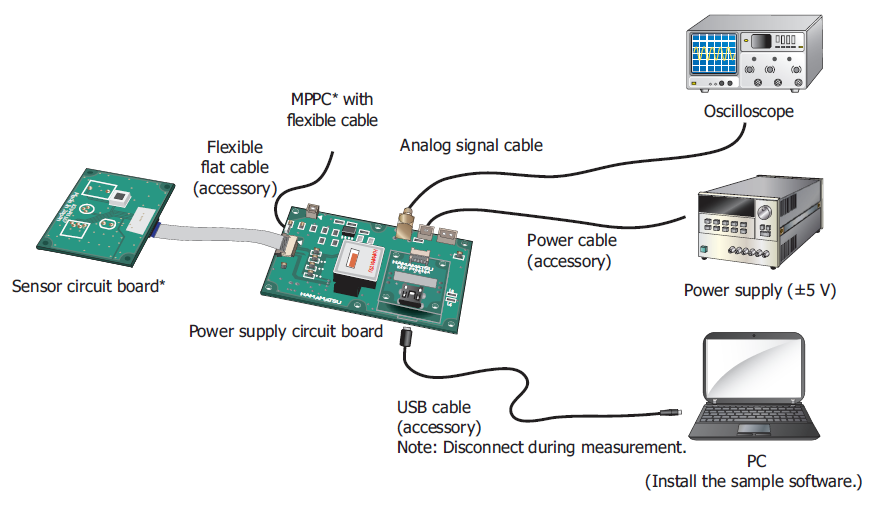 Oscilloscope
MPPC* with
flexible cable
Analog signal cable
Flexible
flat cable
(accessory)
Power cable
(accessory)
Power supply (±5 V)
Sensor circuit board*
HAMAMATSU
HAMAMATSU
Power supply circuit board
USB cable
(accessory)
Note: Disconnect during measurement.
PC
(Install the sample software.)